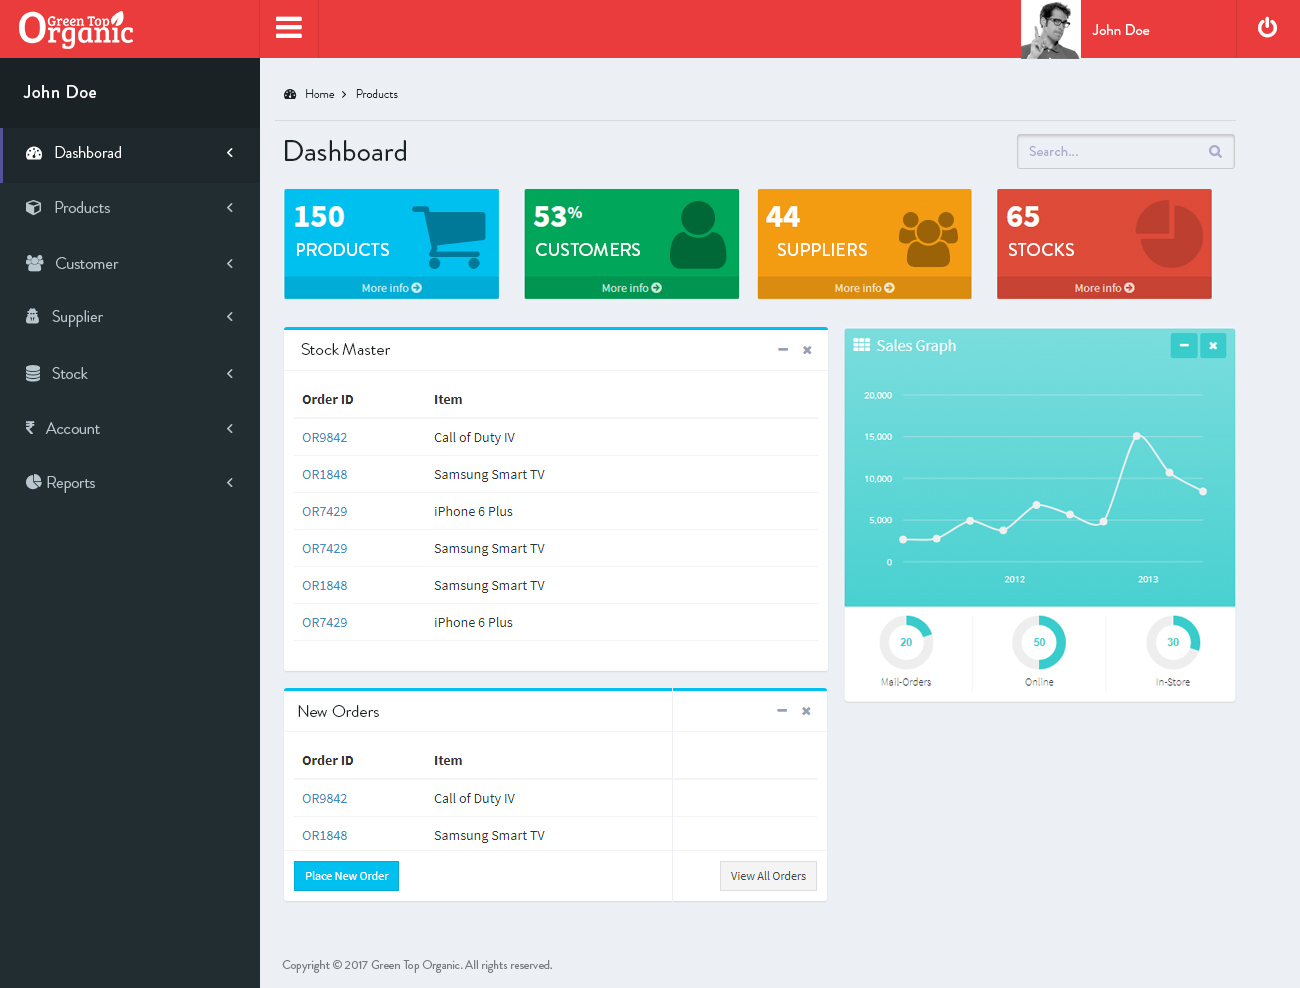 Green Top
Organic
John Doe
John Doe
Home Products
Dashborad
Dashboard
Search...
Products
Customer
Supplier
Stock
₹ Account
Reports
150
PRODUCTS
More info
53%
CUSTOMERS
More info
44
SUPPLIERS
More info
65
STOCKS
More info
Stock Master
Order ID Item
OR9842 Call of Duty IV
OR1848 Samsung Smart TV
OR7429 iPhone 6 Plus
OR7429 Samsung Smart TV
OR1848 Samsung Smart TV
OR7429 iPhone 6 Plus
Sales Graph
20,000
15,000
10,000
5,000
0
2012 2013
20 50 30
Mail-Orders Online In-Store
New Orders
Order ID Item
OR9842 Call of Duty IV
OR1848 Samsung Smart TV
Place New Order View All Orders
Copyright © 2017 Green Top Organic. All rights reserved.